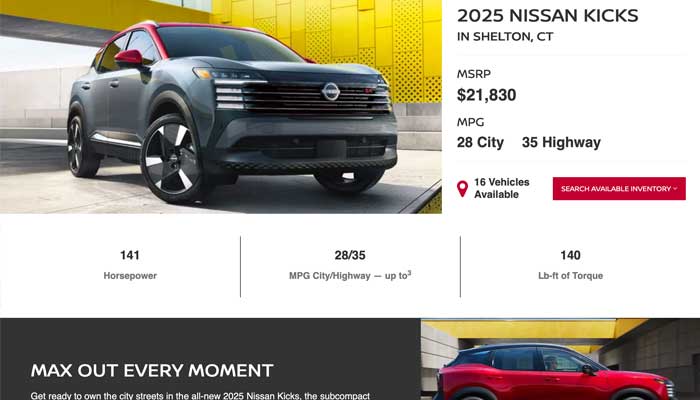 2025 NISSAN KICKS
IN SHELTON, CT
MSRP
$21,830
MPG
28 City 35 Highway
16 Vehicles
Available
SEARCH AVAILABLE INVENTORY
141
Horsepower
28/35
MPG City/Highway — up to3
140
Lb-ft of Torque
MAX OUT EVERY MOMENT
Get ready to own the city streets in the all-new 2025 Nissan Kicks, the subcompact